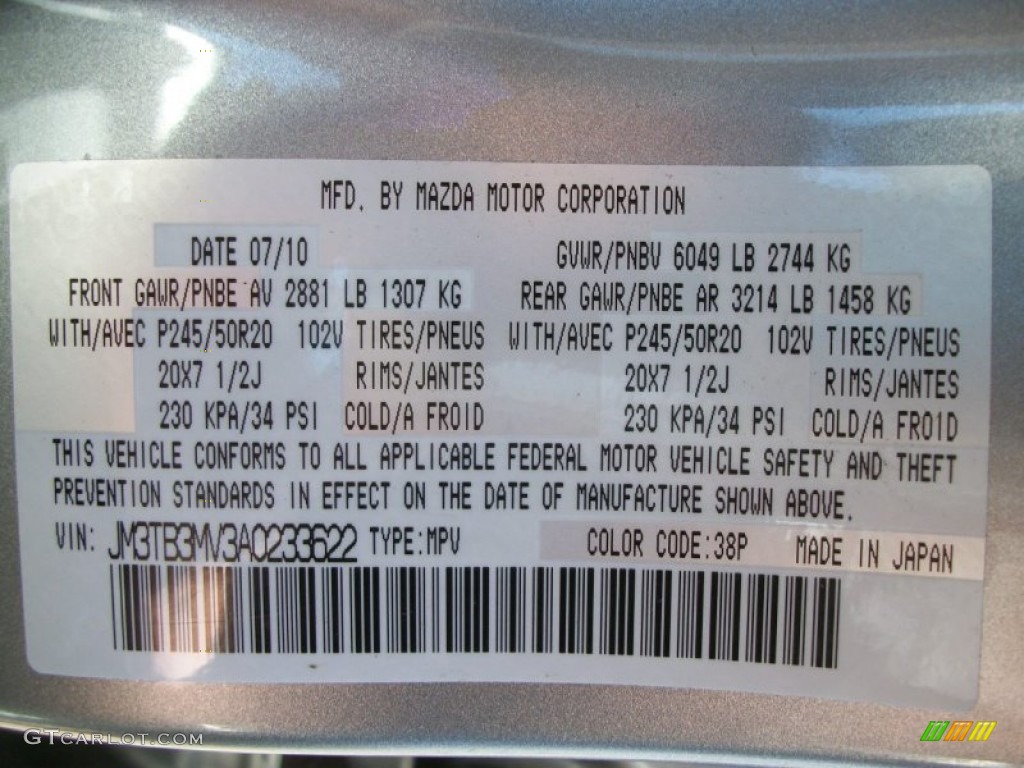 MFD. BY MAZDA MOTOR CORPORATION
DATE 07/10 GVWR/PNBV 6049 LB 2744 KG
FRONT GAWR/PNBE AV 2881 LB 1307 KG REAR GAWR/PNBE AR 3214 LB 1458 KG
WITH/AVEC P245/50R20 102V TIRES/PNEUS WITH/AVEC P245/50R20 102V TIRES/PNEUS
20X7 1/2J RIMS/JANTES 20X7 1/2J RIMS/JANTES
230 KPA/34 PSI COLD/A FROID 230 KPA/34 PSI COLD/A FROID
THIS VEHICLE CONFORMS TO ALL APPLICABLE FEDERAL MOTOR VEHICLE SAFETY AND THEFT
PREVENTION STANDARDS IN EFFECT ON THE DATE OF MANUFACTURE SHOWN ABOVE.
VIN: JM3TB3MV3A0233622 TYPE:MPV COLOR CODE:38P MADE IN JAPAN
GTCARLOT.COM